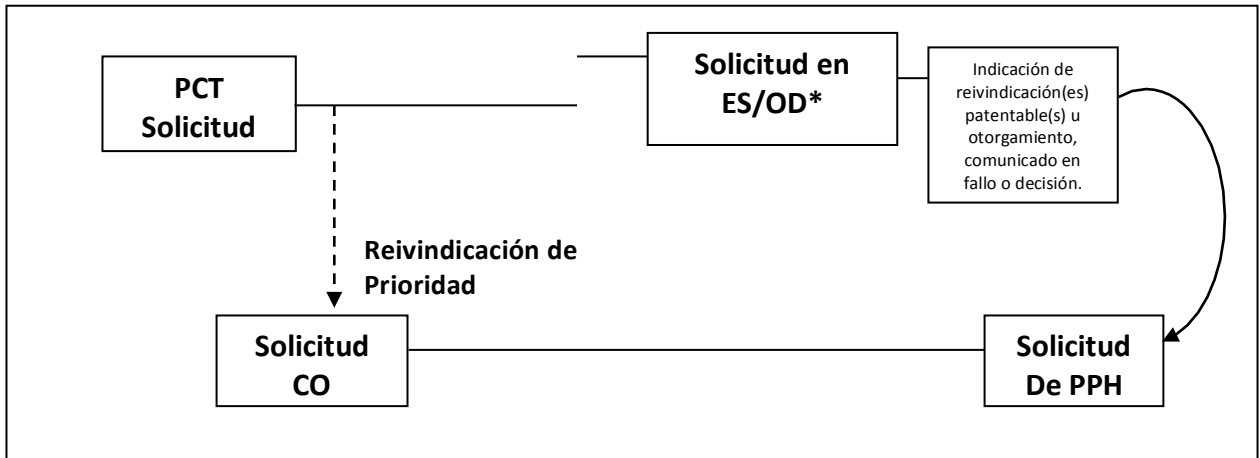 PCT
Solicitud
Solicitud en
ES/OD*
Indicación de
reivindicación(es)
patentable(s) u
otorgamiento,
comunicado en
fallo o decisión.
Reivindicación de
Prioridad
Solicitud
CO
Solicitud
De PPH